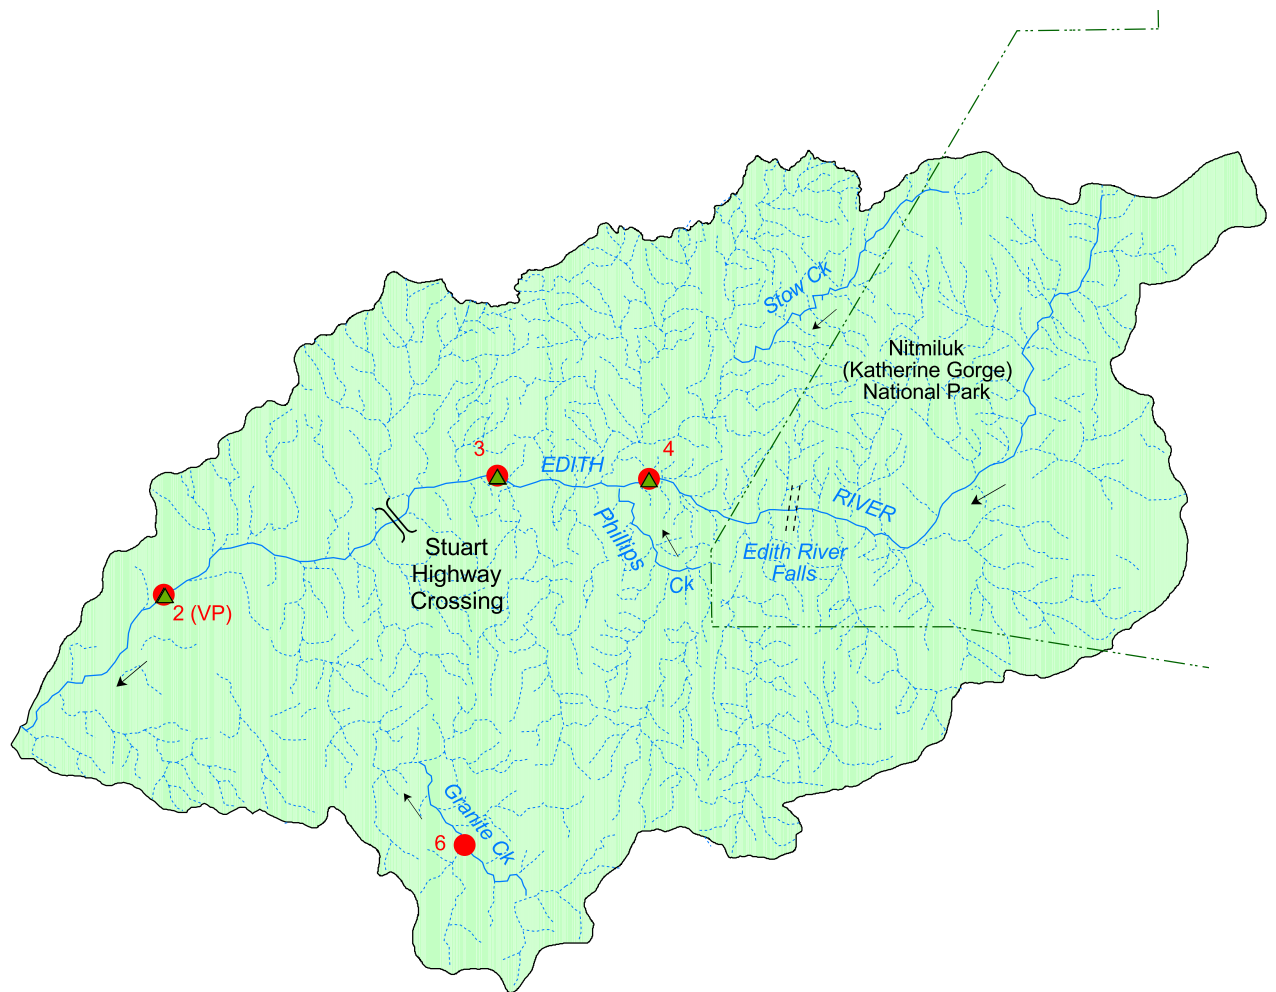 Stow Ck
Nitmiluk
(Katherine Gorge)
National Park
3
4
EDITH
RIVER
Phillips
Ck
Edith River
Falls
Stuart
Highway
Crossing
2 (VP)
Granite Ck
6